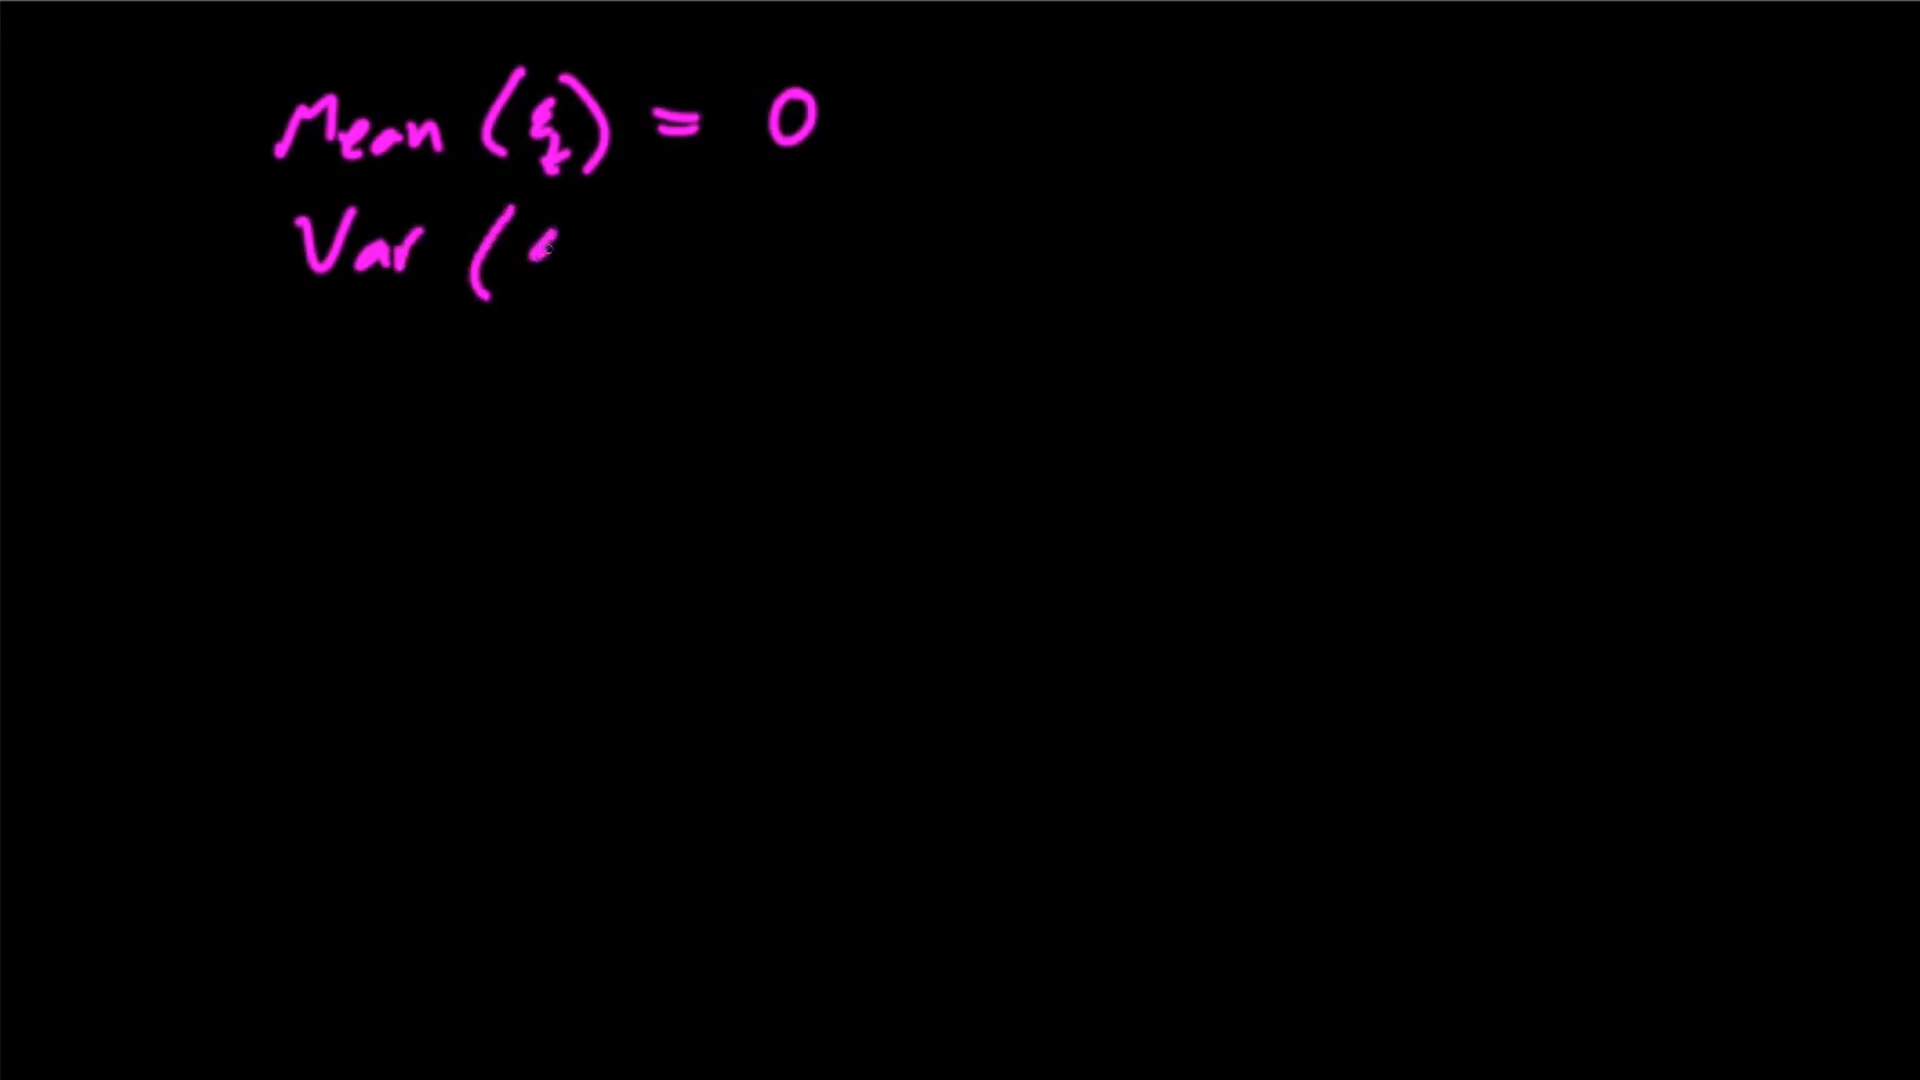 Mean (ξ) = 0
Var (